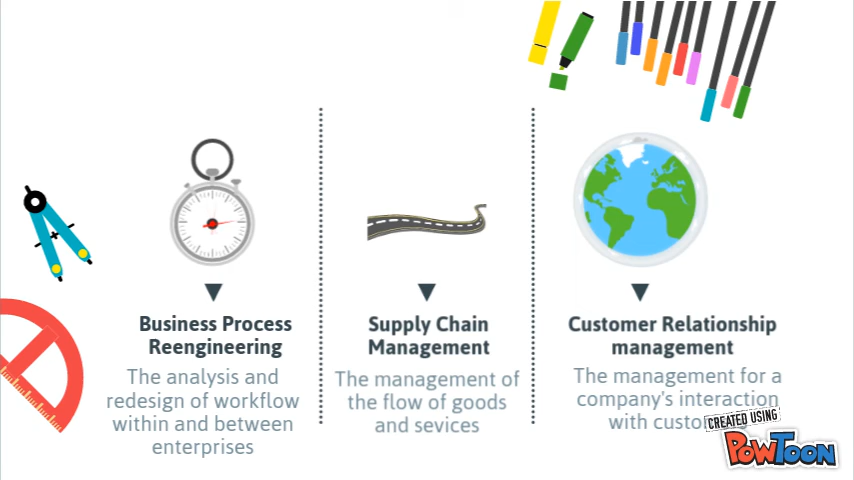 Business Process
Reengineering
The analysis and
redesign of workflow
within and between
enterprises
Supply Chain
Management
The management of
the flow of goods
and sevices
Customer Relationship
management
The management for a
company's interaction
with
CREATED USING
POWTOON